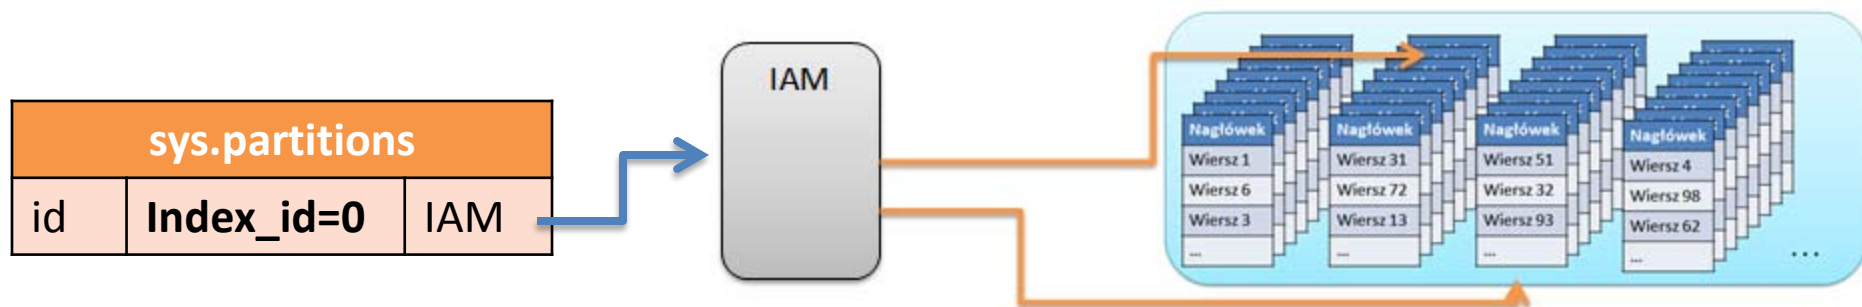 sys.partitions
id Index_id=0 IAM
IAM
Nagłówek Nagłówek Nagłówek Nagłówek
Wiersz 1 Wiersz 31 Wiersz 51 Wiersz 4
Wiersz 6 Wiersz 72 Wiersz 32 Wiersz 98
Wiersz 3 Wiersz 13 Wiersz 93 Wiersz 62
... ... ... ...
...